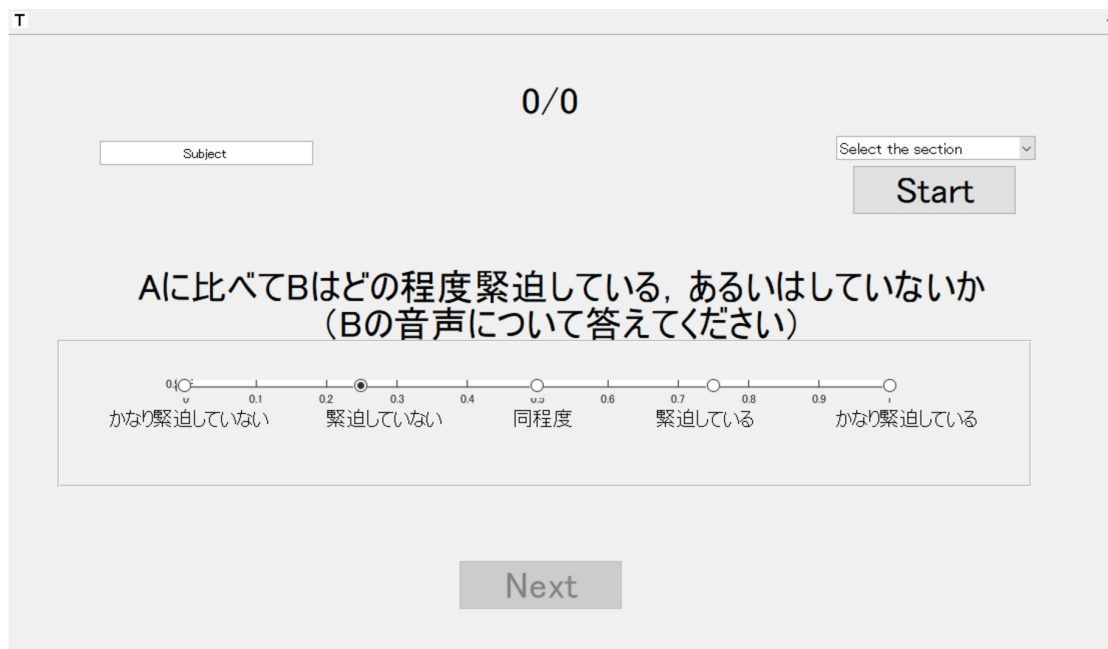 T
0/0
Subject
Select the section
Start
Aに比べてBはどの程度緊迫している，あるいはしていないか
（Bの音声について答えてください）
0.1 0.2 0.3 0.4 0.5 0.6 0.7 0.8 0.9 1
かなり緊迫していない 緊迫していない 同程度 緊迫している かなり緊迫している
Next